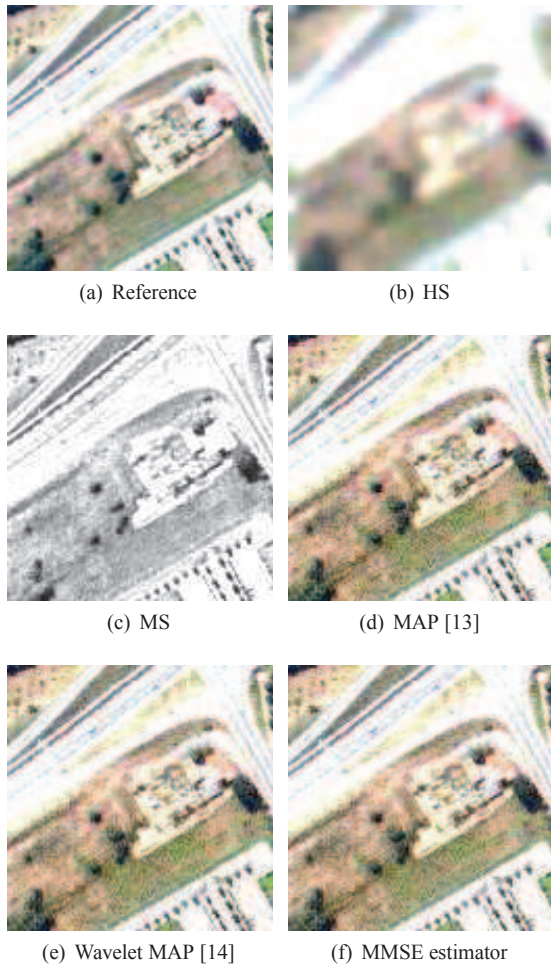 (a) Reference
(b) HS
(c) MS
(d) MAP [13]
(e) Wavelet MAP [14]
(f) MMSE estimator